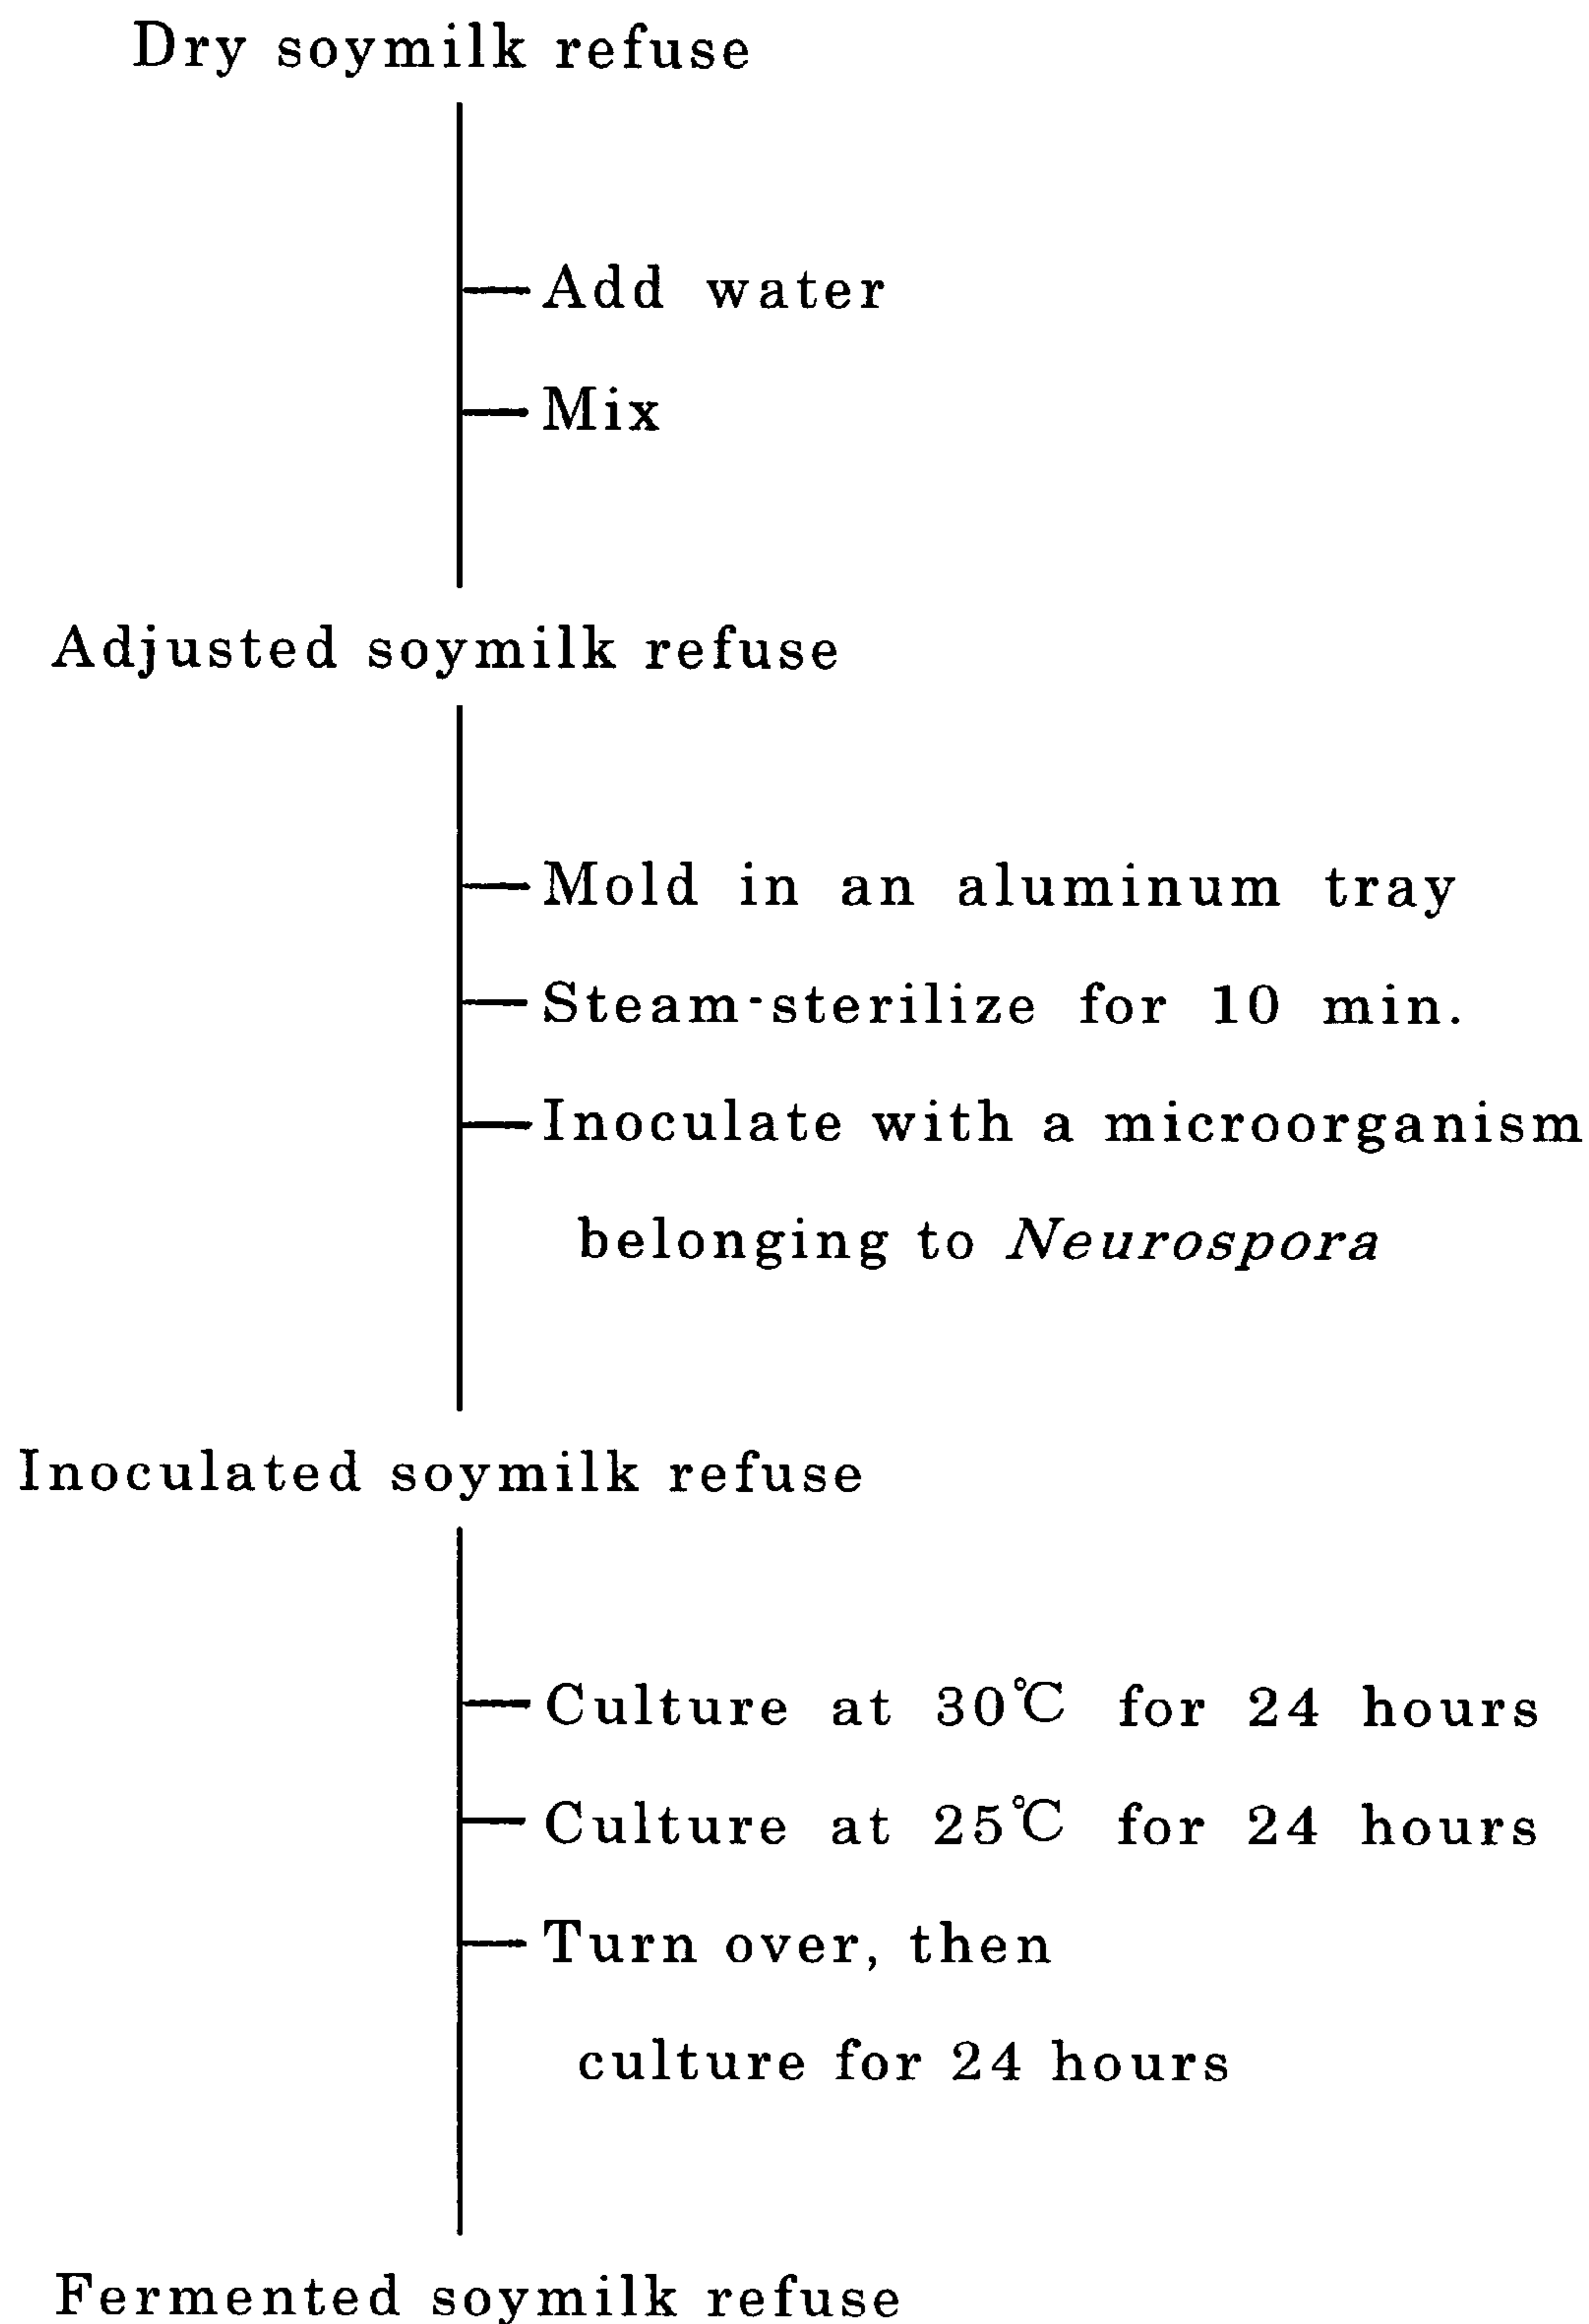 Dry soymilk refuse
Add water
Mix
Adjusted soymilk refuse
Mold in an aluminum tray
Steam-sterilize for 10 min.
Inoculate with a microorganism
belonging to Neurospora
Inoculated soymilk refuse
Culture at 30℃ for 24 hours
Culture at 25℃ for 24 hours
Turn over, then
culture for 24 hours
Fermented soymilk refuse